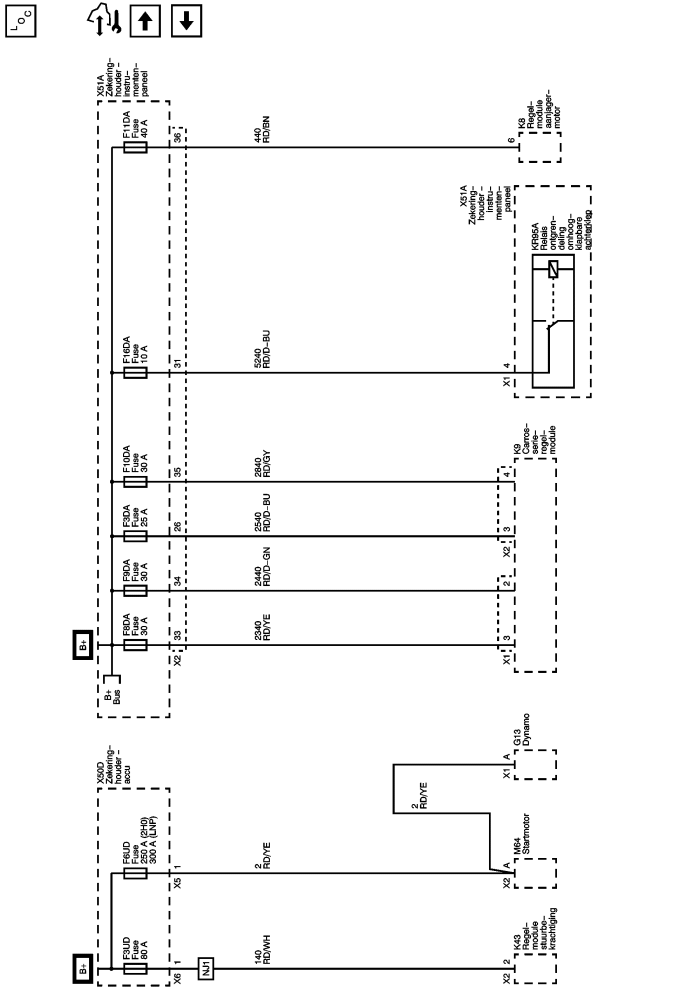 LOC
X51A
Zekering–
houder –
instru–
menten–
paneel
F11DA
Fuse
40 A
36
440
RD/BN
6
K8
Regel–
module
aanjager–
motor
X51A
Zekering–
houder –
instru–
menten–
paneel
KR95A
Relais
ontgren–
deling
omhoog–
klapbare
achterklep
F16DA
Fuse
10 A
31
5240
RD/D–BU
X1
4
F10DA
Fuse
30 A
35
2840
RD/GY
4
K9
Carros–
serie–
regel–
module
F3DA
Fuse
25 A
26
2540
RD/D–BU
X2
3
F9DA
Fuse
30 A
34
2440
RD/D–GN
2
B+
F8DA
Fuse
30 A
X2
33
2340
RD/YE
X1
3
B+
Bus
X50D
Zekering–
houder –
accu
G13
Dynamo
X1
A
2
RD/YE
F6UD
Fuse
250 A (2H0)
300 A (LNP)
X5
1
2
RD/YE
X2
A
M64
Startmotor
B+
F3UD
Fuse
80 A
X6
1
NJ1
140
RD/WH
X2
2
K43
Regel–
module
stuurbe–
krachtiging